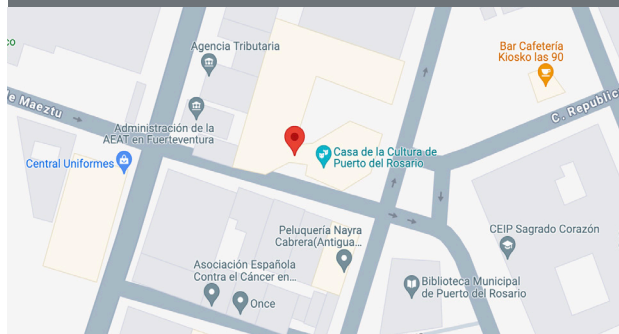 co
Agencia Tributaria
Bar Cafetería
Kiosko las 90
e Maeztu
C. Republic
Administración de la
AEAT en Fuerteventura
Central Uniformes
Casa de la Cultura de
Puerto del Rosario
Peluquería Nayra
Cabrera(Antigua...
CEIP Sagrado Corazón
Asociación Española
Contra el Cáncer en...
Once
Biblioteca Municipal
de Puerto del Rosario